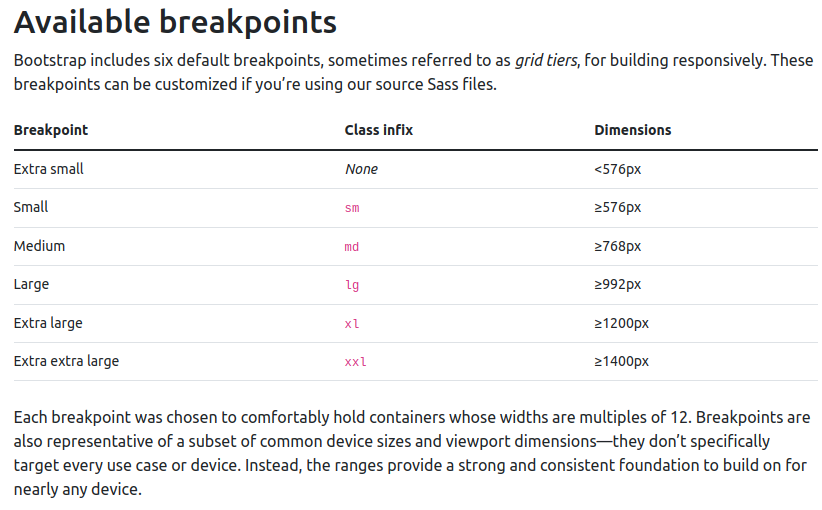 Available breakpoints
Bootstrap includes six default breakpoints, sometimes referred to as grid tiers, for building responsively. These
breakpoints can be customized if you’re using our source Sass files.
Breakpoint Class infix Dimensions
Extra small None <576px
Small sm ≥576px
Medium md ≥768px
Large lg ≥992px
Extra large xl ≥1200px
Extra extra large xxl ≥1400px
Each breakpoint was chosen to comfortably hold containers whose widths are multiples of 12. Breakpoints are
also representative of a subset of common device sizes and viewport dimensions—they don’t specifically
target every use case or device. Instead, the ranges provide a strong and consistent foundation to build on for
nearly any device.